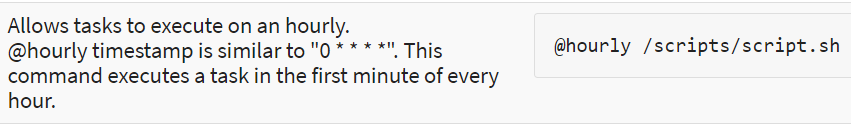 Allows tasks to execute on an hourly.
@hourly timestamp is similar to "0 * * * *". This
command executes a task in the first minute of every
hour.
@hourly /scripts/script.sh